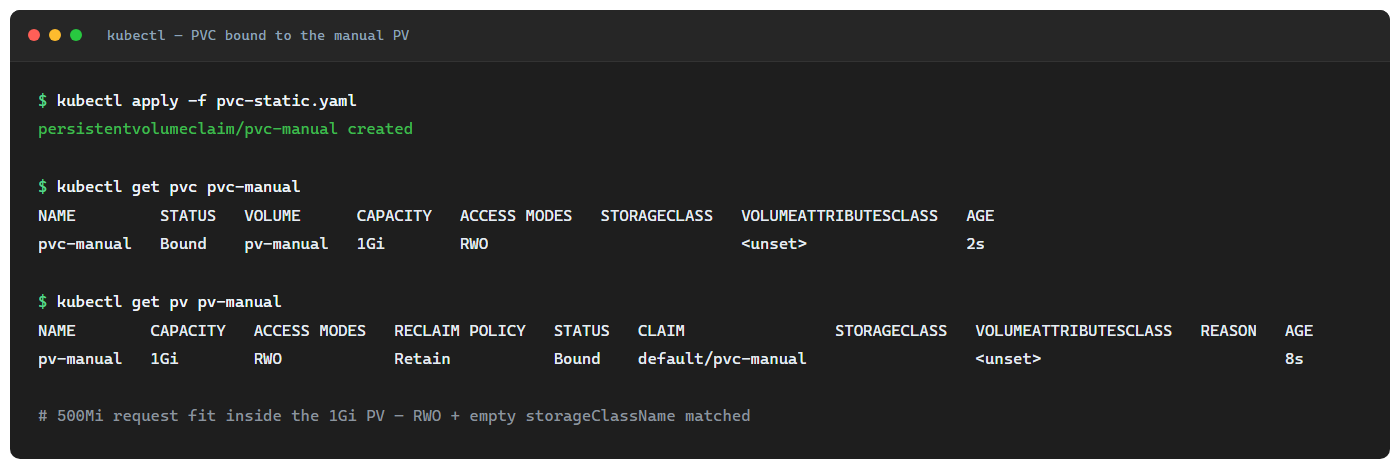 kubectl — PVC bound to the manual PV
$ kubectl apply -f pvc-static.yaml
persistentvolumeclaim/pvc-manual created
$ kubectl get pvc pvc-manual
NAME         STATUS   VOLUME      CAPACITY   ACCESS MODES   STORAGECLASS   VOLUMEATTRIBUTESCLASS   AGE
pvc-manual   Bound    pv-manual   1Gi        RWO                           <unset>                 2s
$ kubectl get pv pv-manual
NAME        CAPACITY   ACCESS MODES   RECLAIM POLICY   STATUS   CLAIM                STORAGECLASS   VOLUMEATTRIBUTESCLASS   REASON   AGE
pv-manual   1Gi        RWO            Retain           Bound    default/pvc-manual                  <unset>                          8s
# 500Mi request fit inside the 1Gi PV — RWO + empty storageClassName matched